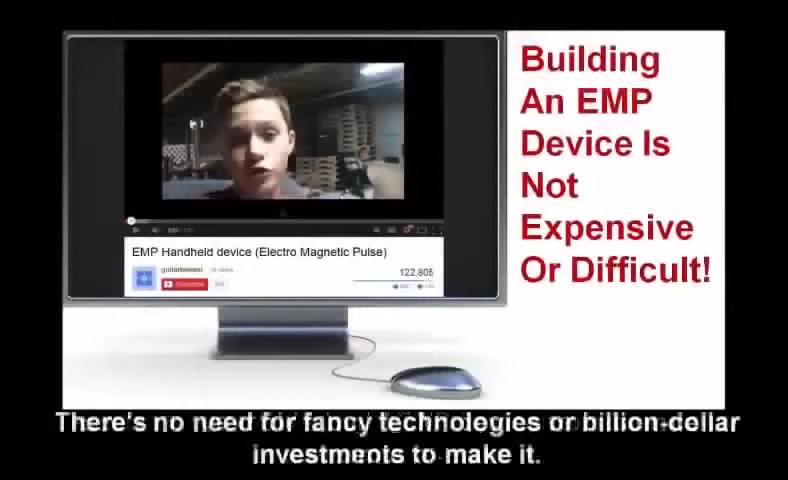 Building
An EMP
Device Is
Not
Expensive
Or Difficult!
EMP Handheld device (Electro Magnetic Pulse)
Subscribe
122,805
There's no need for fancy technologies or billion-dollar
investments to make it.